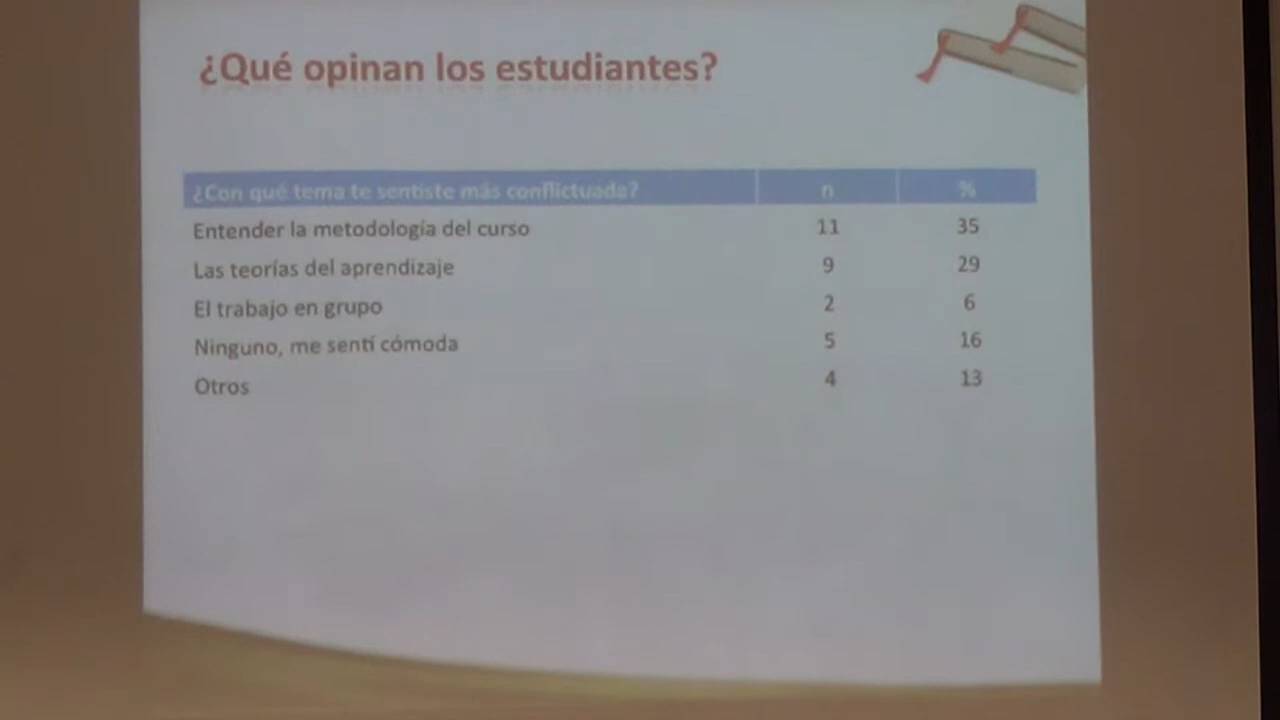 ¿Qué opinan los estudiantes?
¿Con qué tema te sentiste más conflictuada? n %
Entender la metodología del curso 11 35
Las teorías del aprendizaje 9 29
El trabajo en grupo 2 6
Ninguno, me sentí cómoda 5 16
Otros 4 13